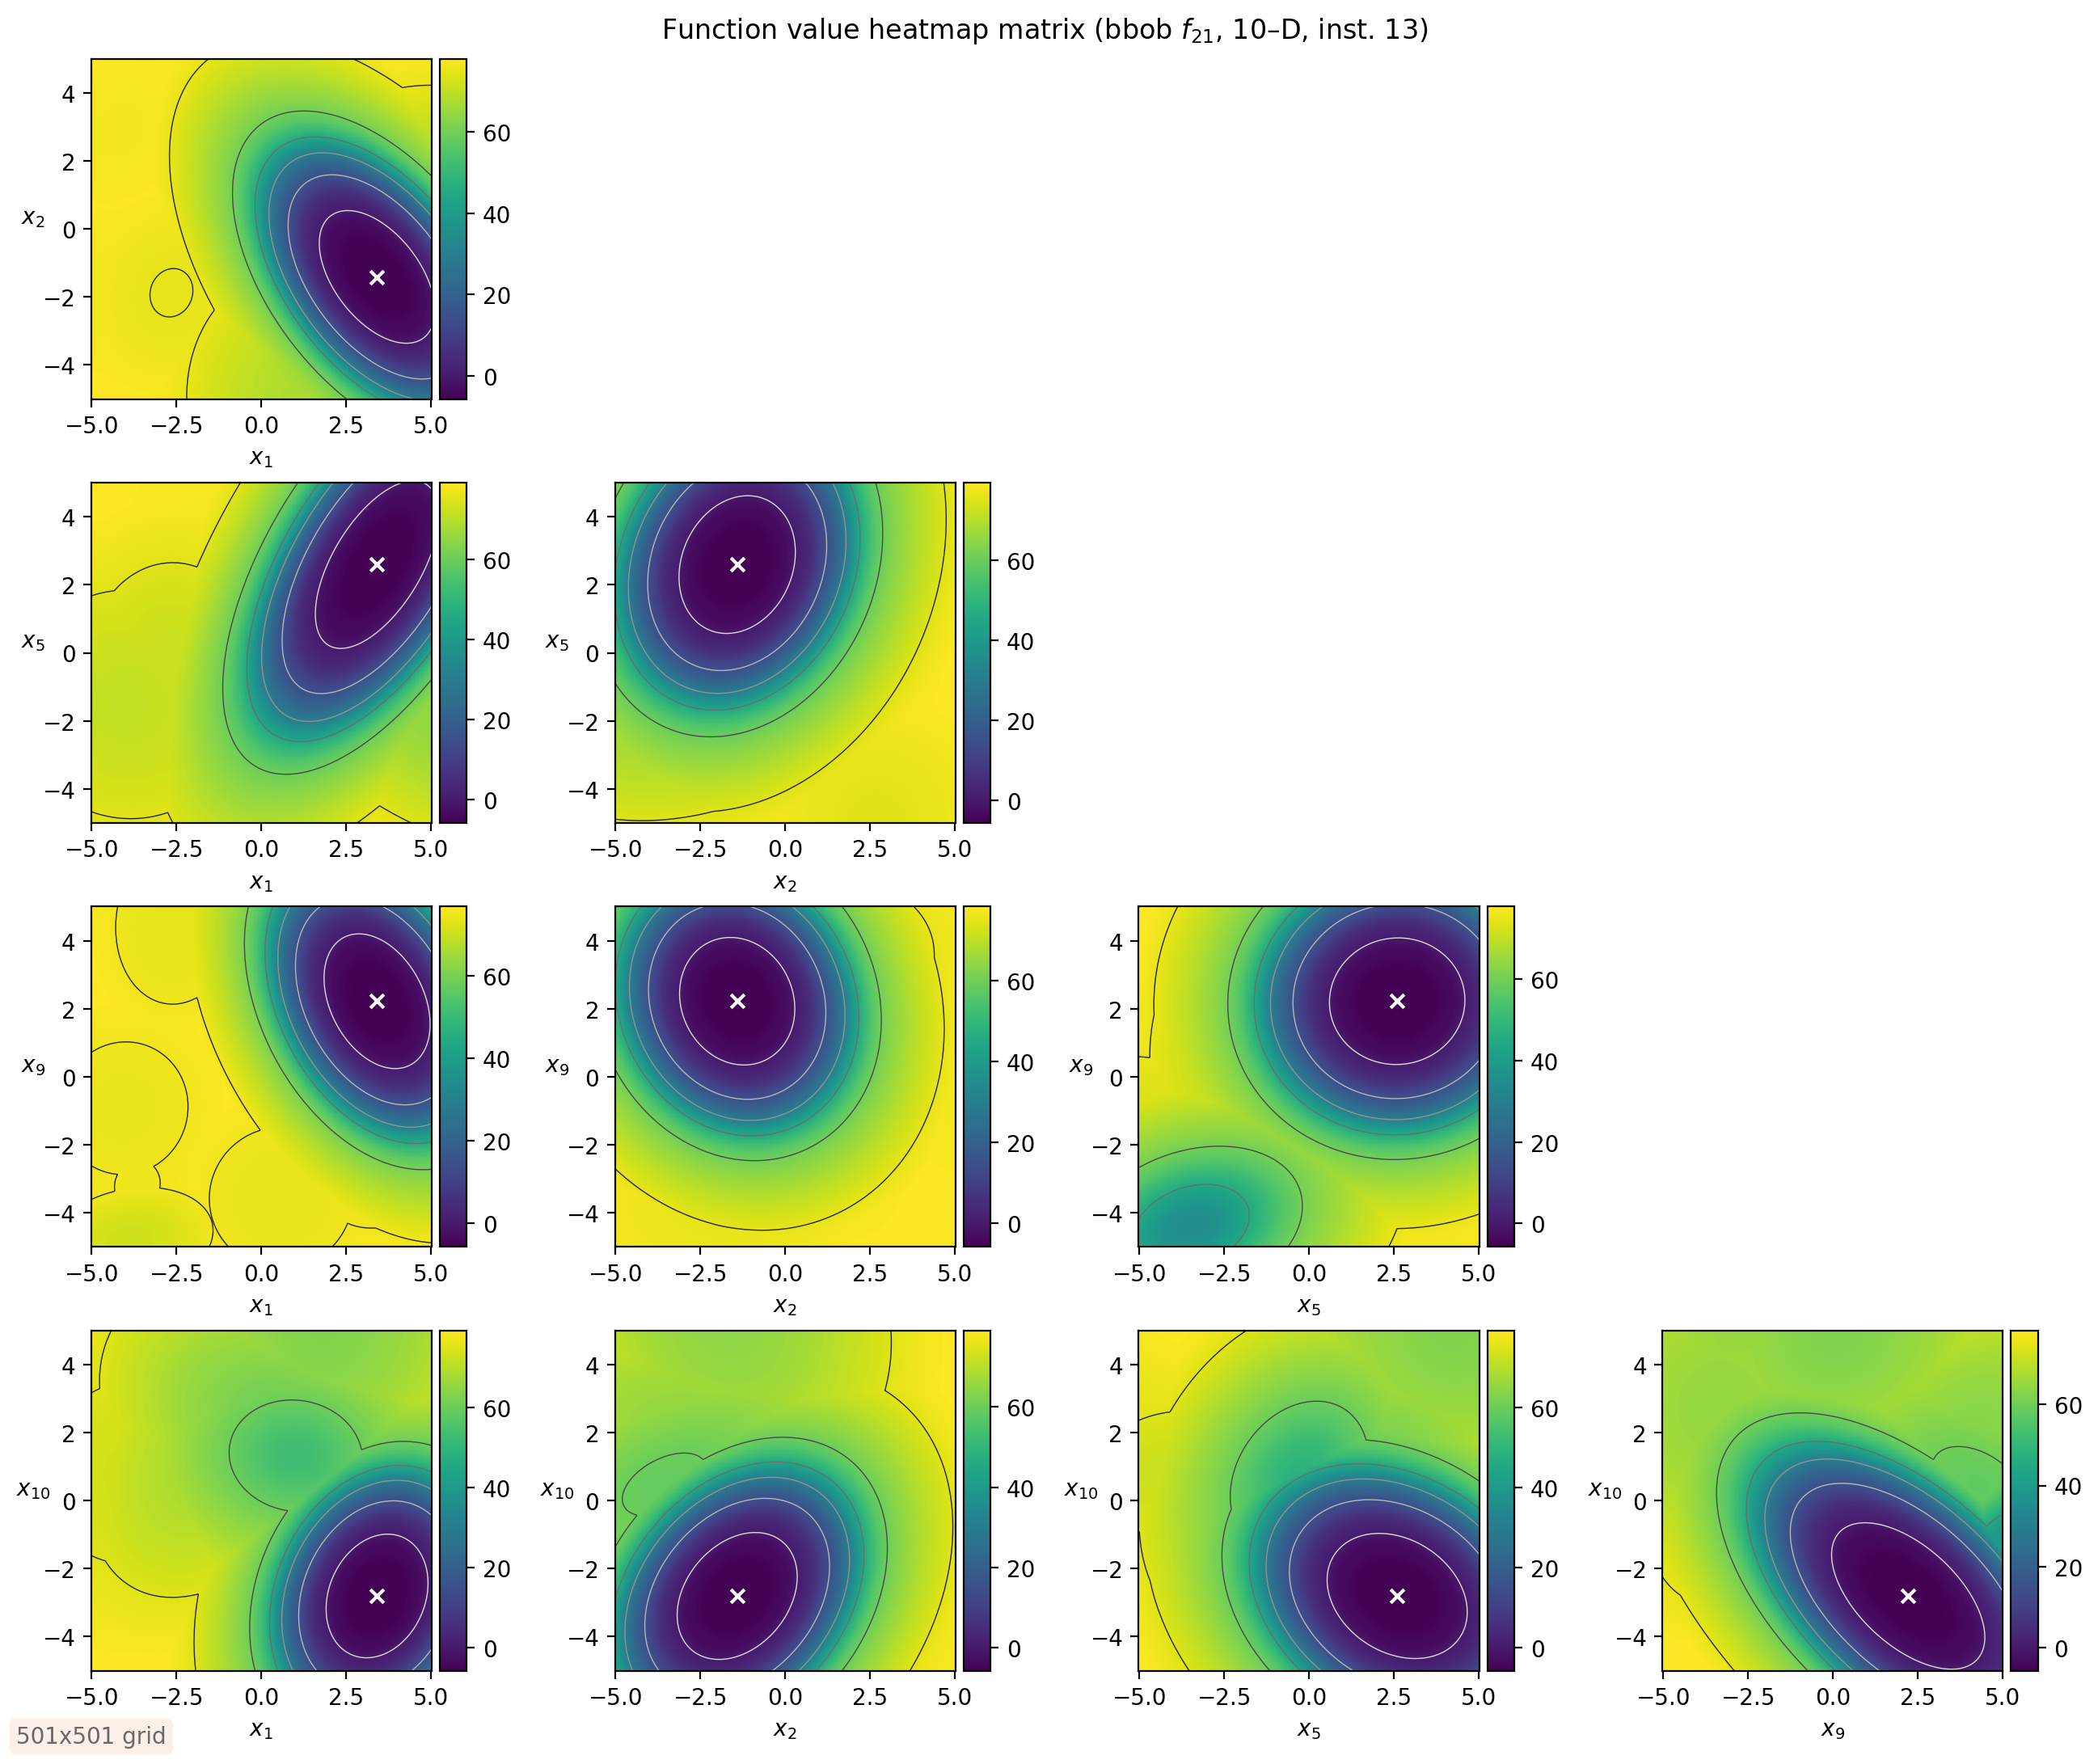 Function value heatmap matrix (bbob f₂₁, 10–D, inst. 13)
4
2
0
−2
−4
x₂
−5.0 −2.5 0.0 2.5 5.0
x₁
60
40
20
0
4
2
0
−2
−4
x₅
−5.0 −2.5 0.0 2.5 5.0
x₁
60
40
20
0
4
2
0
−2
−4
x₅
−5.0 −2.5 0.0 2.5 5.0
x₂
60
40
20
0
4
2
0
−2
−4
x₉
−5.0 −2.5 0.0 2.5 5.0
x₁
60
40
20
0
4
2
0
−2
−4
x₉
−5.0 −2.5 0.0 2.5 5.0
x₂
60
40
20
0
4
2
0
−2
−4
x₉
−5.0 −2.5 0.0 2.5 5.0
x₅
60
40
20
0
4
2
0
−2
−4
x₁₀
−5.0 −2.5 0.0 2.5 5.0
x₁
60
40
20
0
4
2
0
−2
−4
x₁₀
−5.0 −2.5 0.0 2.5 5.0
x₂
60
40
20
0
4
2
0
−2
−4
x₁₀
−5.0 −2.5 0.0 2.5 5.0
x₅
60
40
20
0
4
2
0
−2
−4
x₁₀
−5.0 −2.5 0.0 2.5 5.0
x₉
60
40
20
0
501x501 grid